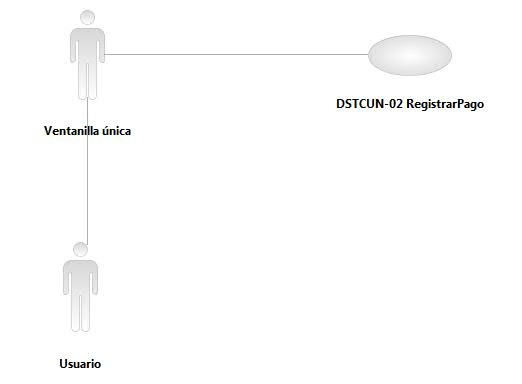 DSTCUN-02 RegistrarPago
Ventanilla única
Usuario